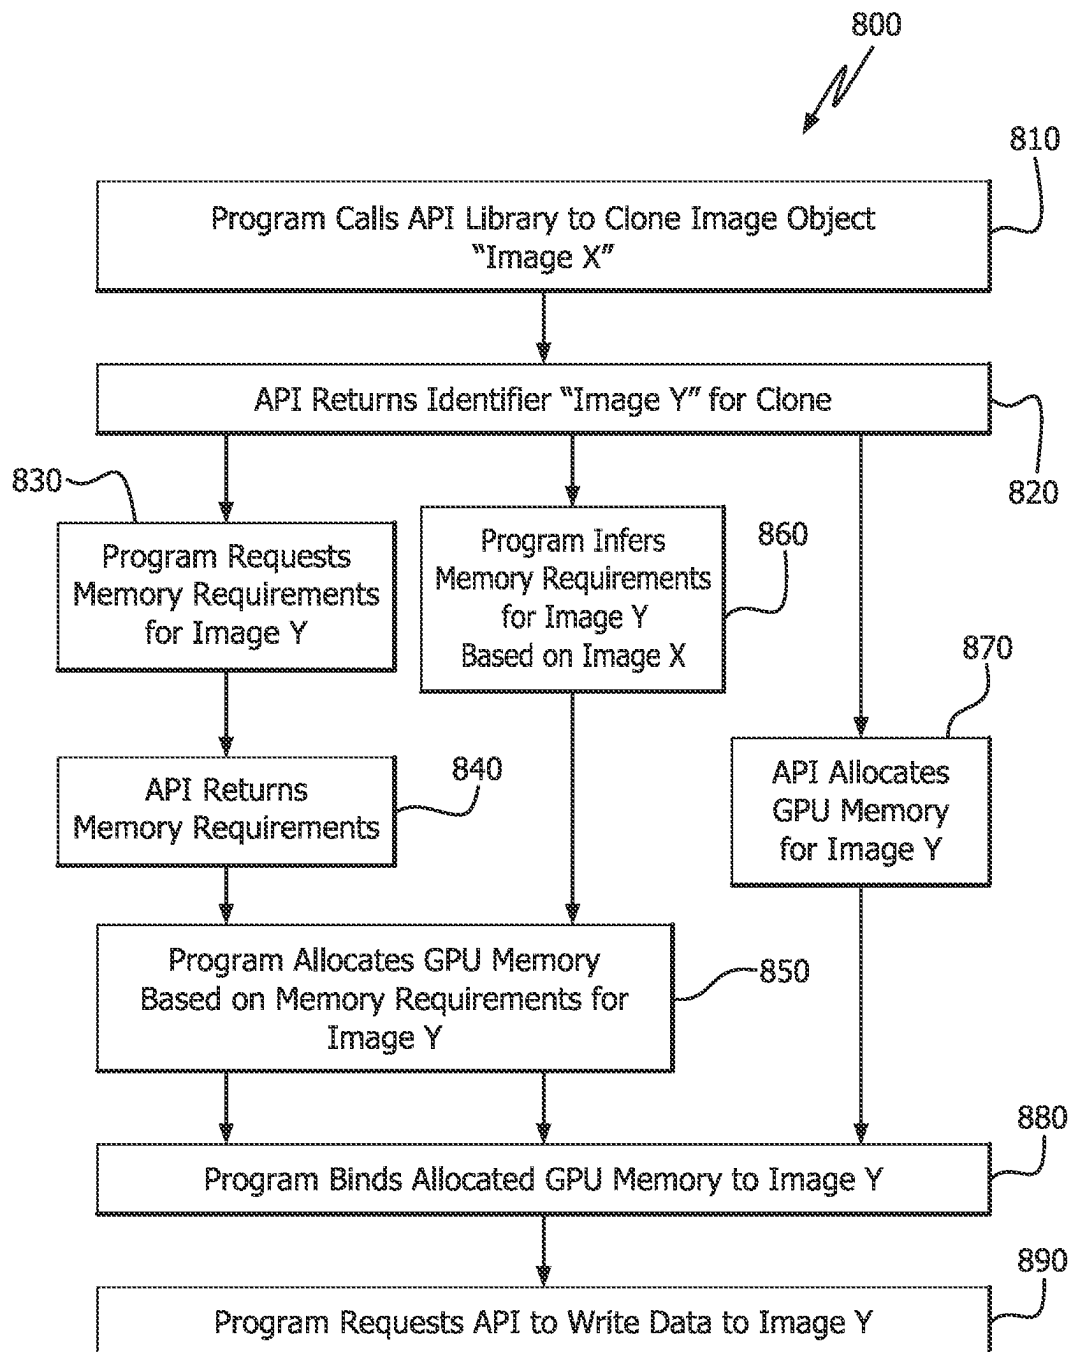 800
810
Program Calls API Library to Clone Image Object
“Image X”
API Returns Identifier “Image Y” for Clone
820
830
Program Requests
Memory Requirements
for Image Y
Program Infers
Memory Requirements
for Image Y
Based on Image X
860
870
API Returns
Memory Requirements
840
API Allocates
GPU Memory
for Image Y
Program Allocates GPU Memory
Based on Memory Requirements for
Image Y
850
880
Program Binds Allocated GPU Memory to Image Y
890
Program Requests API to Write Data to Image Y